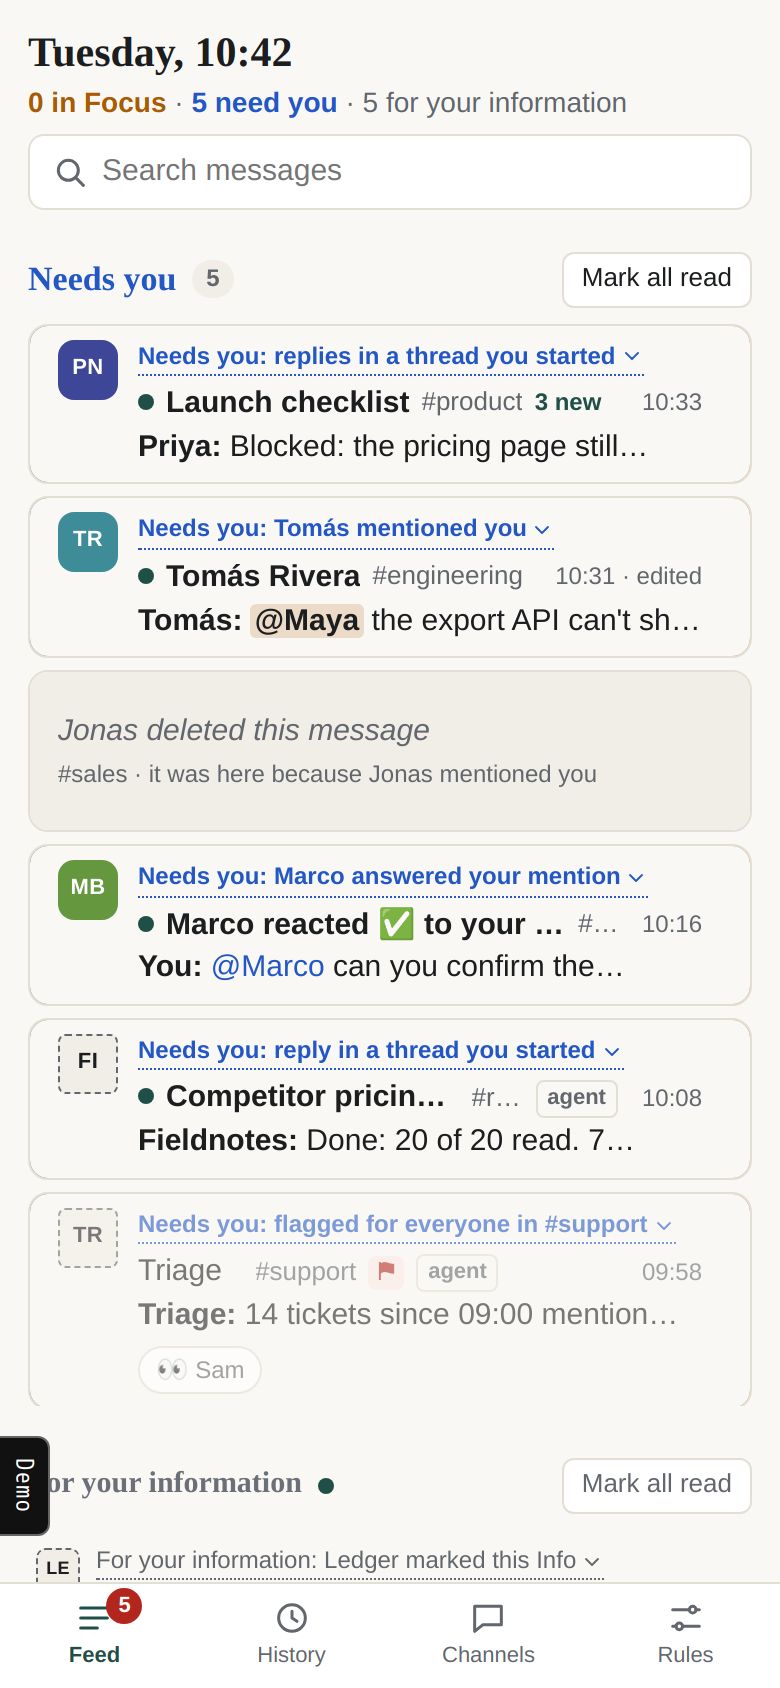 Tuesday, 10:42
0 in Focus · 5 need you · 5 for your information
Search messages
Needs you 5 Mark all read
PN Needs you: replies in a thread you started
Launch checklist #product 3 new 10:33
Priya: Blocked: the pricing page still…
TR Needs you: Tomás mentioned you
Tomás Rivera #engineering 10:31 · edited
Tomás: @Maya the export API can't sh…
Jonas deleted this message
#sales · it was here because Jonas mentioned you
MB Needs you: Marco answered your mention
Marco reacted ✅ to your … #… 10:16
You: @Marco can you confirm the…
FI Needs you: reply in a thread you started
Competitor pricin… #r… agent 10:08
Fieldnotes: Done: 20 of 20 read. 7…
TR Needs you: flagged for everyone in #support
Triage #support agent 09:58
Triage: 14 tickets since 09:00 mention…
👀 Sam
Demo
or your information Mark all read
LE For your information: Ledger marked this Info
5
Feed History Channels Rules